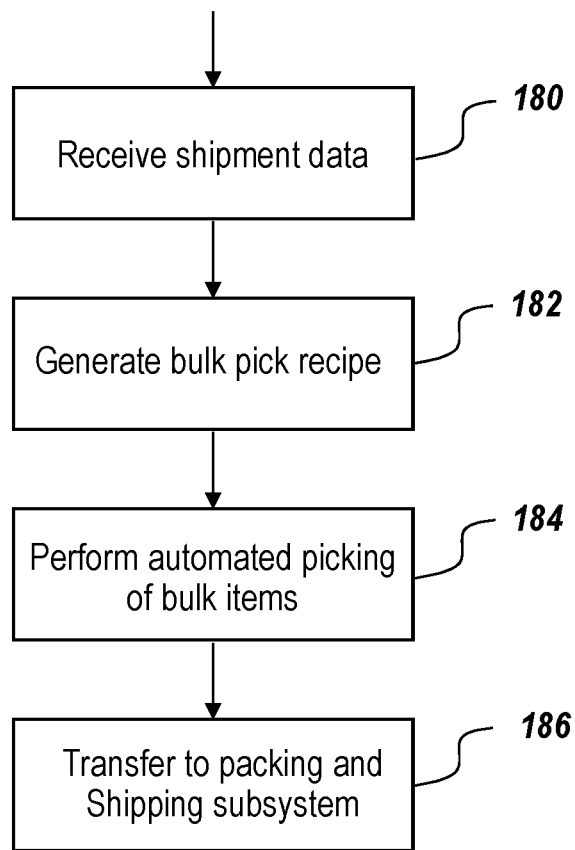 180
Receive shipment data
182
Generate bulk pick recipe
184
Perform automated picking
of bulk items
186
Transfer to packing and
Shipping subsystem